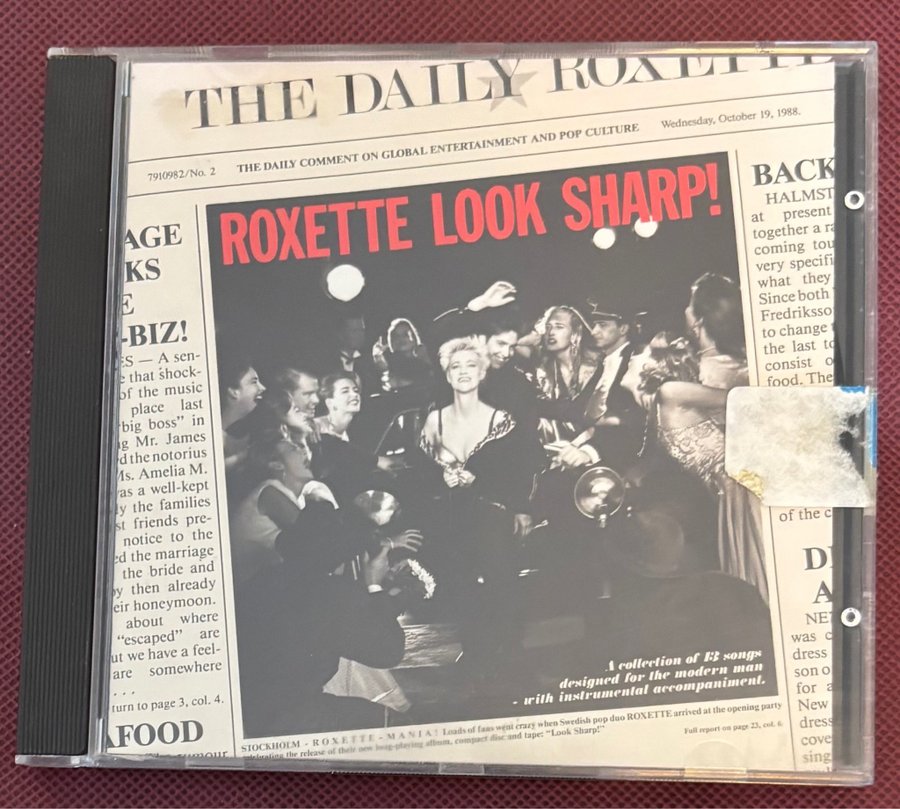 THE DAILY ROXETTE
7910982/No. 2 THE DAILY COMMENT ON GLOBAL ENTERTAINMENT AND POP CULTURE Wednesday, October 19, 1988.
AGE
KS
E
-BIZ!
ES — A sen-
e that shock-
of the music
place last
"big boss" in
g Mr. James
d the notorius
Ms. Amelia M.
as a well-kept
y the families
st friends pre-
notice to the
ed the marriage
the bride and
y then already
eir honeymoon.
about where
"escaped" are
ut we have a feel-
are somewhere
. . .
turn to page 3, col. 4.
AFOOD
ROXETTE LOOK SHARP!
A collection of 13 songs
designed for the modern man
- with instrumental accompaniment.
STOCKHOLM - ROXETTE-MANIA! Loads of fans went crazy when Swedish pop duo ROXETTE arrived at the opening party
celebrating the release of their new long-playing album, compact disc and tape: "Look Sharp!" Full report on page 23, col. 6
BACK
HALMST
at present
together a ra
coming tou
very specifi
what they
Since both
Fredriksso
to change
the last to
consist o
food. The
of the c
DI
A
NE
was c
dress
son o
for a
New
dress
cove
sing